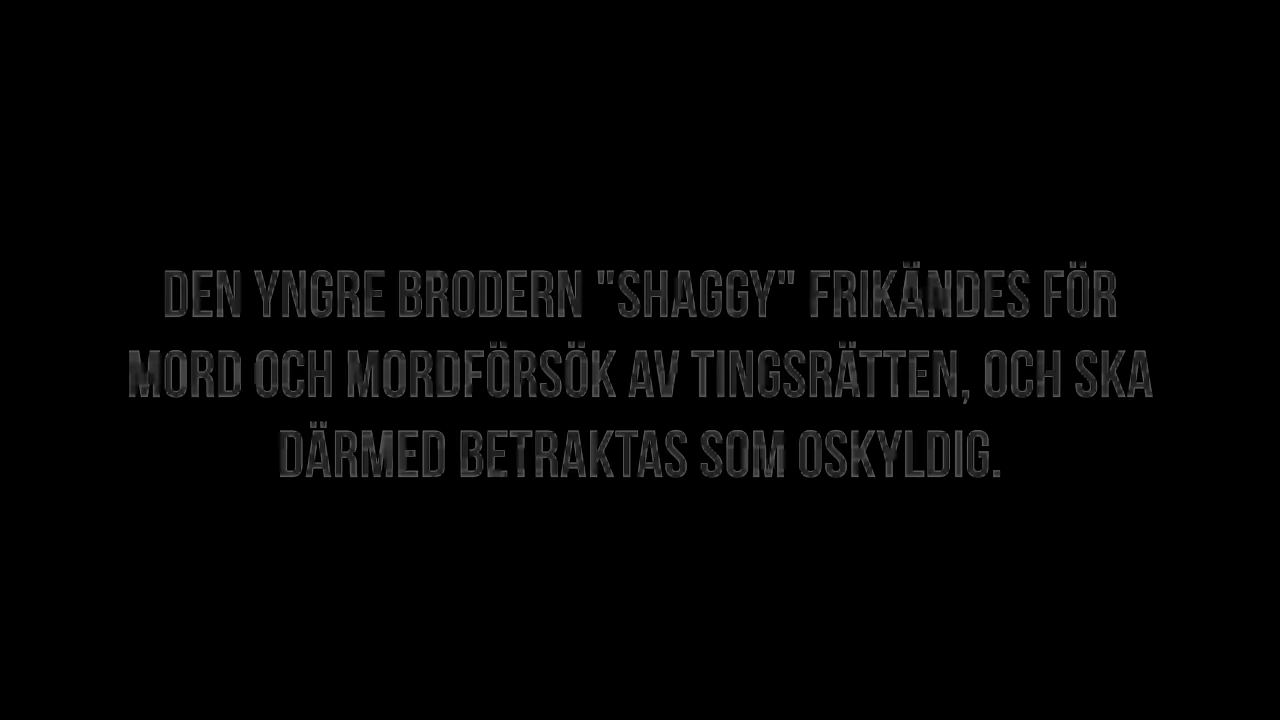 DEN YNGRE BRODERN "SHAGGY" FRIKÄNDES FÖR
MORD OCH MORDFÖRSÖK AV TINGSRÄTTEN, OCH SKA
DÄRMED BETRAKTAS SOM OSKYLDIG.